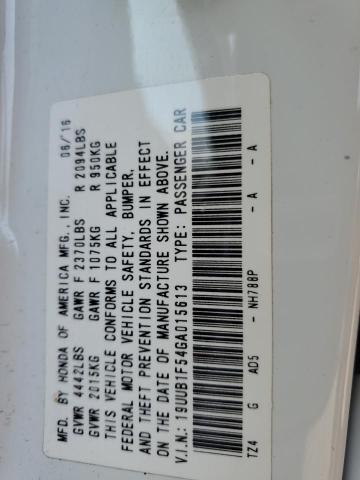 MFD. BY HONDA OF AMERICA MFG., INC. 06/16
GVWR 4442LBS GAWR F 2370LBS R 2094LBS
GVWR 2015KG GAWR F 1075KG R 950KG
THIS VEHICLE CONFORMS TO ALL APPLICABLE
FEDERAL MOTOR VEHICLE SAFETY, BUMPER,
AND THEFT PREVENTION STANDARDS IN EFFECT
ON THE DATE OF MANUFACTURE SHOWN ABOVE.
V.I.N.: 19UUB1F54GA015613 TYPE: PASSENGER CAR
TZ4 G AD5 - NH788P - A - A